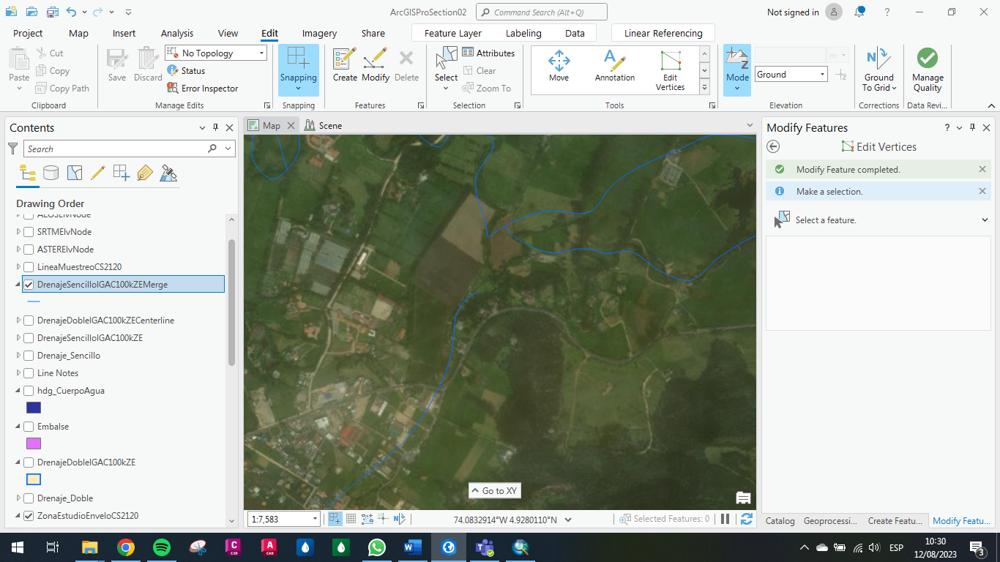 ArcGISProSection02
Command Search (Alt+Q)
Not signed in
?
Project
Map
Insert
Analysis
View
Edit
Imagery
Share
Feature Layer
Labeling
Data
Linear Referencing
Paste
Cut
Copy
Copy Path
Clipboard
Save
Discard
No Topology
Status
Error Inspector
Manage Edits
Snapping
Snapping
Create
Modify
Delete
Features
Select
Attributes
Clear
Zoom To
Selection
Move
Annotation
Edit
Vertices
Tools
Mode
m
Ground
Elevation
Ground
To Grid
Corrections
Manage
Quality
Data Revi...
Contents
Search
Drawing Order
SRTMElvNode
ASTERElvNode
LineaMuestreoCS2120
DrenajeSencilloIGAC100kZEMerge
DrenajeDobleIGAC100kZECenterline
DrenajeSencilloIGAC100kZE
Drenaje_Sencillo
Line Notes
hdg_CuerpoAgua
Embalse
DrenajeDobleIGAC100kZE
Drenaje_Doble
ZonaEstudioEnveloCS2120
Map
Scene
Go to XY
1:7,583
74.0832914°W 4.9280110°N
Selected Features: 0
Modify Features
?
Edit Vertices
Modify Feature completed.
Make a selection.
Select a feature.
Catalog
Geoprocessi...
Create Featu...
Modify Featu...
ESP
10:30
12/08/2023
3